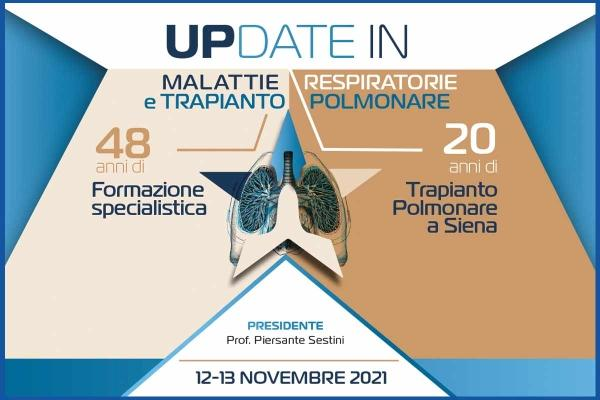 UPDATE IN
MALATTIE RESPIRATORIE
e TRAPIANTO POLMONARE
48
anni di
Formazione
specialistica
20
anni di
Trapianto
Polmonare
a Siena
PRESIDENTE
Prof. Piersante Sestini
12-13 NOVEMBRE 2021